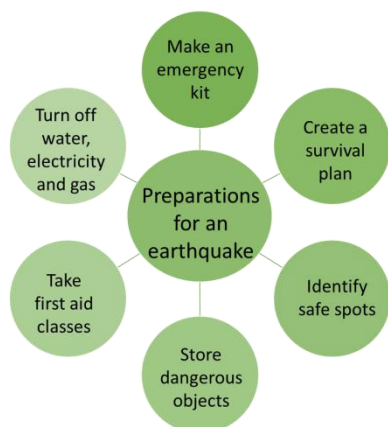 Make an
emergency
kit
Create a
survival
plan
Identify
safe spots
Store
dangerous
objects
Take
first aid
classes
Turn off
water,
electricity
and gas
Preparations
for an
earthquake